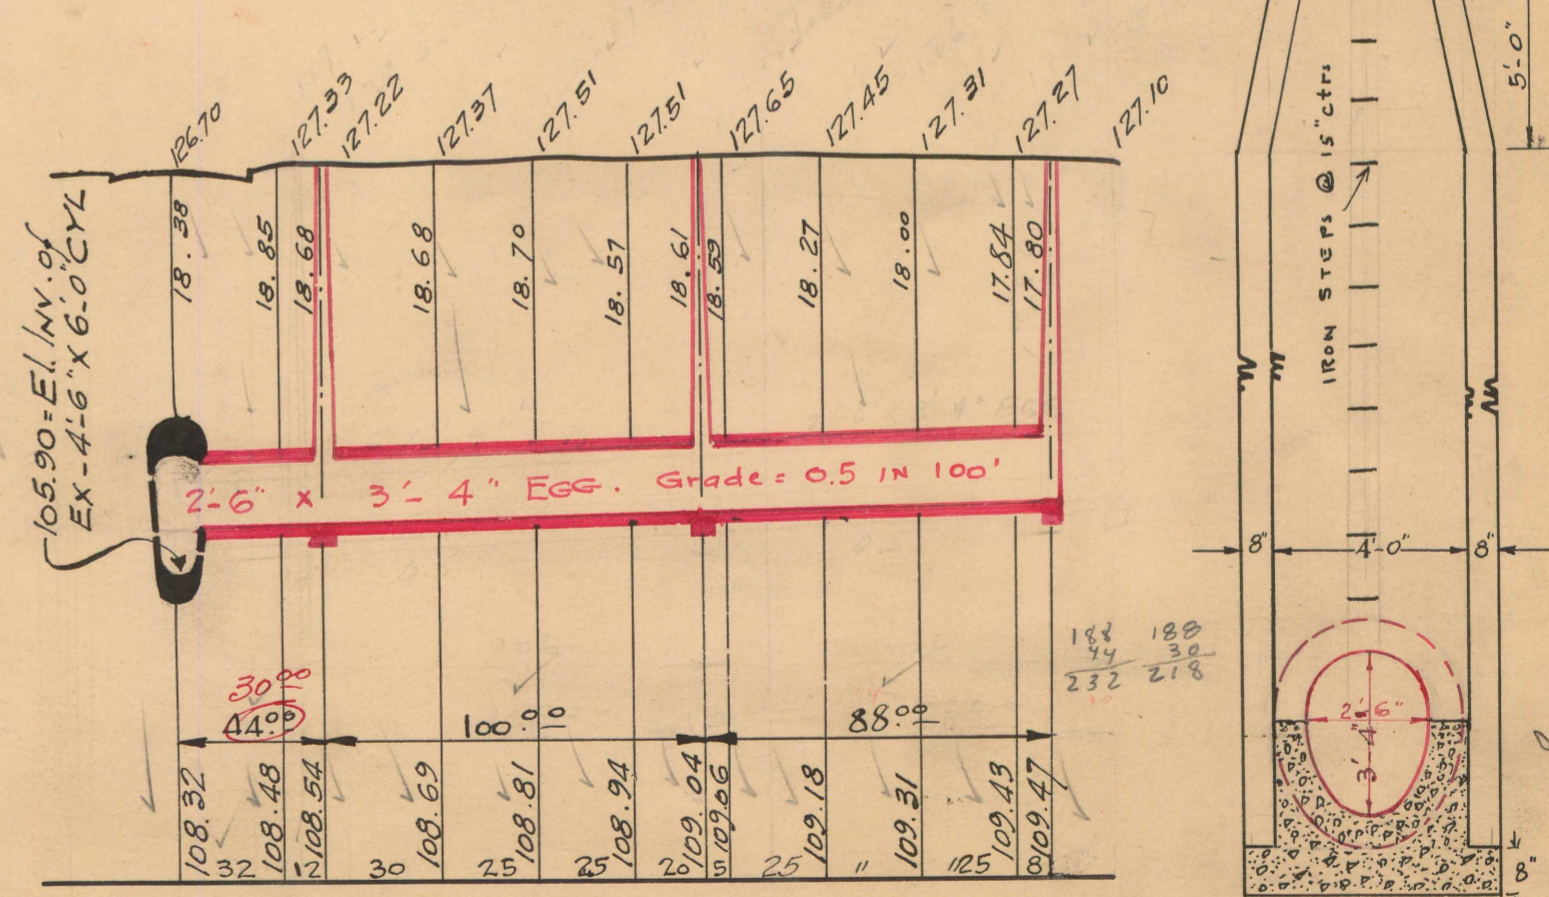 126.70 127.33 127.22 127.37 127.51 127.51 127.65 127.45 127.31 127.27 127.10
105.90 = El. INV. of
EX - 4'-6" X 6'-0" CYL
18.38 18.85 18.68 18.68 18.70 18.57 18.61 18.59 18.27 18.00 17.84 17.80
2'-6" x 3'-4" EGG. Grade = 0.5 IN 100'
30.00
44.00 100.00 88.00
188
44
232
188
30
218
108.32 108.48 108.54 108.69 108.81 108.94 109.04 109.06 109.18 109.31 109.43 109.47
32 12 30 25 25 20 5 25 " "25 8
5'-0"
IRON STEPS @ 15" ctrs
8" 4'-0" 8"
2'-6"
3'-4"
8"